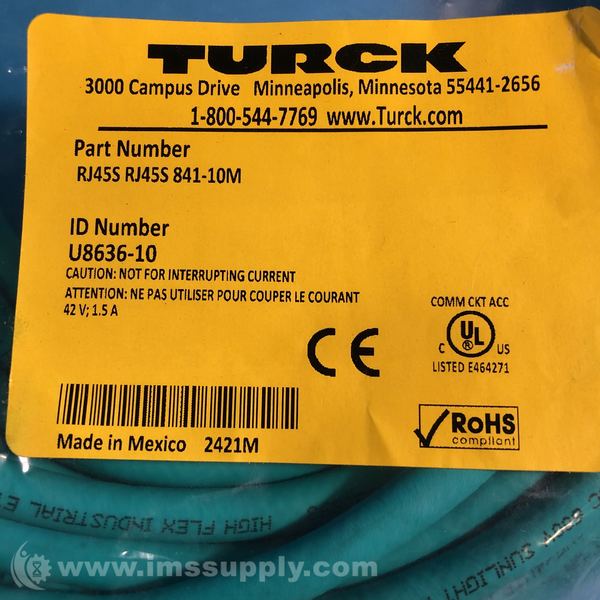 TURCK
3000 Campus Drive Minneapolis, Minnesota 55441-2656
1-800-544-7769 www.Turck.com
Part Number
RJ45S RJ45S 841-10M
ID Number
U8636-10
CAUTION: NOT FOR INTERRUPTING CURRENT
ATTENTION: NE PAS UTILISER POUR COUPER LE COURANT
42 V; 1.5 A
CE
COMM CKT ACC
C UL US
®
LISTED E464271
RoHS
compliant
Made in Mexico 2421M
HIGH FLEX INDUSTRIAL E
600V SUNLIGHT
www.imssupply.com